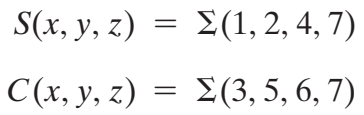 S(x, y, z) = Σ(1, 2, 4, 7)
C(x, y, z) = Σ(3, 5, 6, 7)